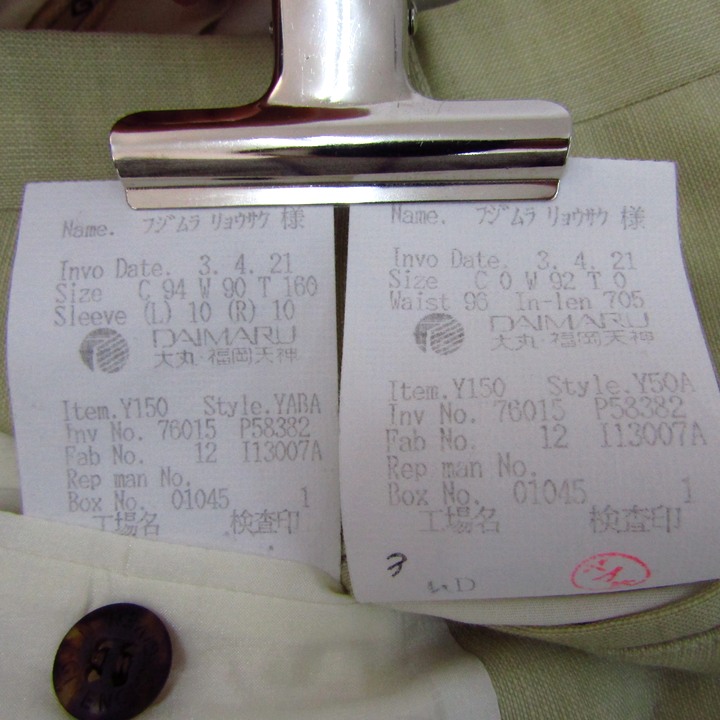 Name. フジムラ リョウサク 様
Invo Date. 3. 4. 21
Size C 94 W 90 T 160
Sleeve (L) 10 (R) 10
DAIMARU
大丸・福岡天神
Item.Y150 Style.YABA
Inv No. 76015 P58382
Fab No. 12 I13007A
Rep man No.
Box No. 01045 1
工場名 検査印
Name. フジムラ リョウサク 様
Invo Date. 3. 4. 21
Size C 0 W 92 T 0
Waist 96 In-len 705
DAIMARU
大丸・福岡天神
Item.Y150 Style.Y50A
Inv No. 76015 P58382
Fab No. 12 I13007A
Rep man No.
Box No. 01045 1
工場名 検査印